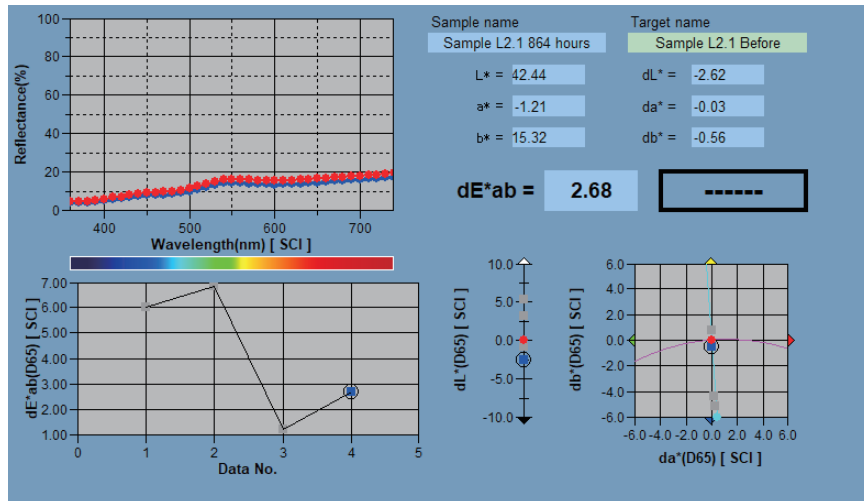 Sample name
Target name
Sample L2.1 864 hours
Sample L2.1 Before
L* = 42.44
dL* = -2.62
a* = -1.21
da* = -0.03
b* = 15.32
db* = -0.56
dE*ab = 2.68
------
Reflectance(%)
100
80
60
40
20
0
400 500 600 700
Wavelength(nm) [ SCI ]
dE*ab(D65) [ SCI ]
7.00
6.00
5.00
4.00
3.00
2.00
1.00
0 1 2 3 4 5
Data No.
dL*(D65) [ SCI ]
10.0
5.0
0.0
-5.0
-10.0
db*(D65) [ SCI ]
6.0
4.0
2.0
0.0
-2.0
-4.0
-6.0
-6.0 -4.0 -2.0 0.0 2.0 4.0 6.0
da*(D65) [ SCI ]